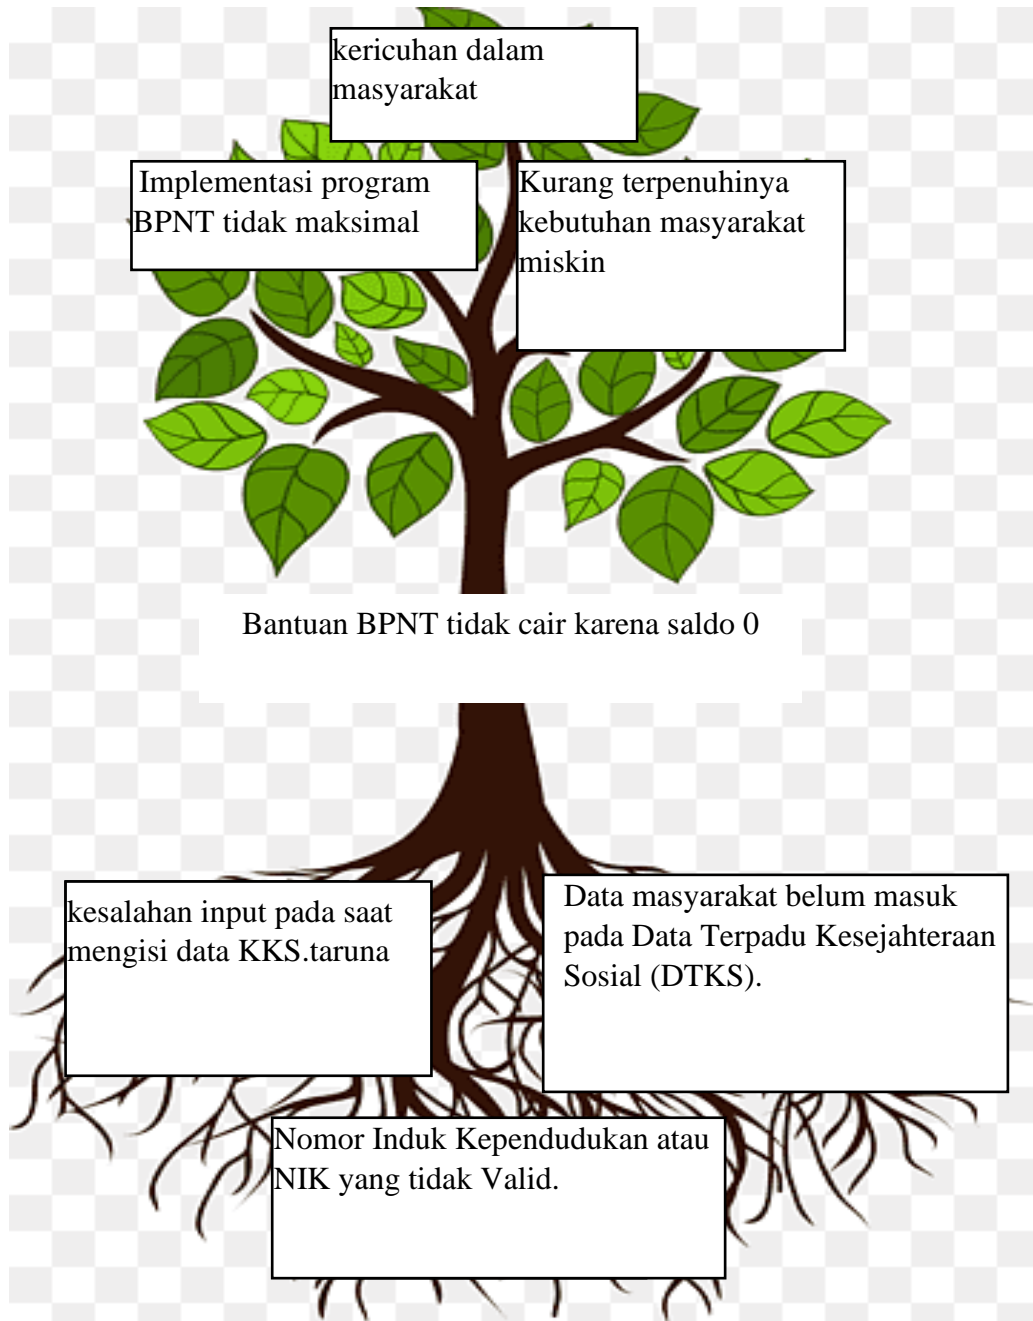 kericuhan dalam
masyarakat
Implementasi program
BPNT tidak maksimal
Kurang terpenuhinya
kebutuhan masyarakat
miskin
Bantuan BPNT tidak cair karena saldo 0
kesalahan input pada saat
mengisi data KKS.taruna
Data masyarakat belum masuk
pada Data Terpadu Kesejahteraan
Sosial (DTKS).
Nomor Induk Kependudukan atau
NIK yang tidak Valid.